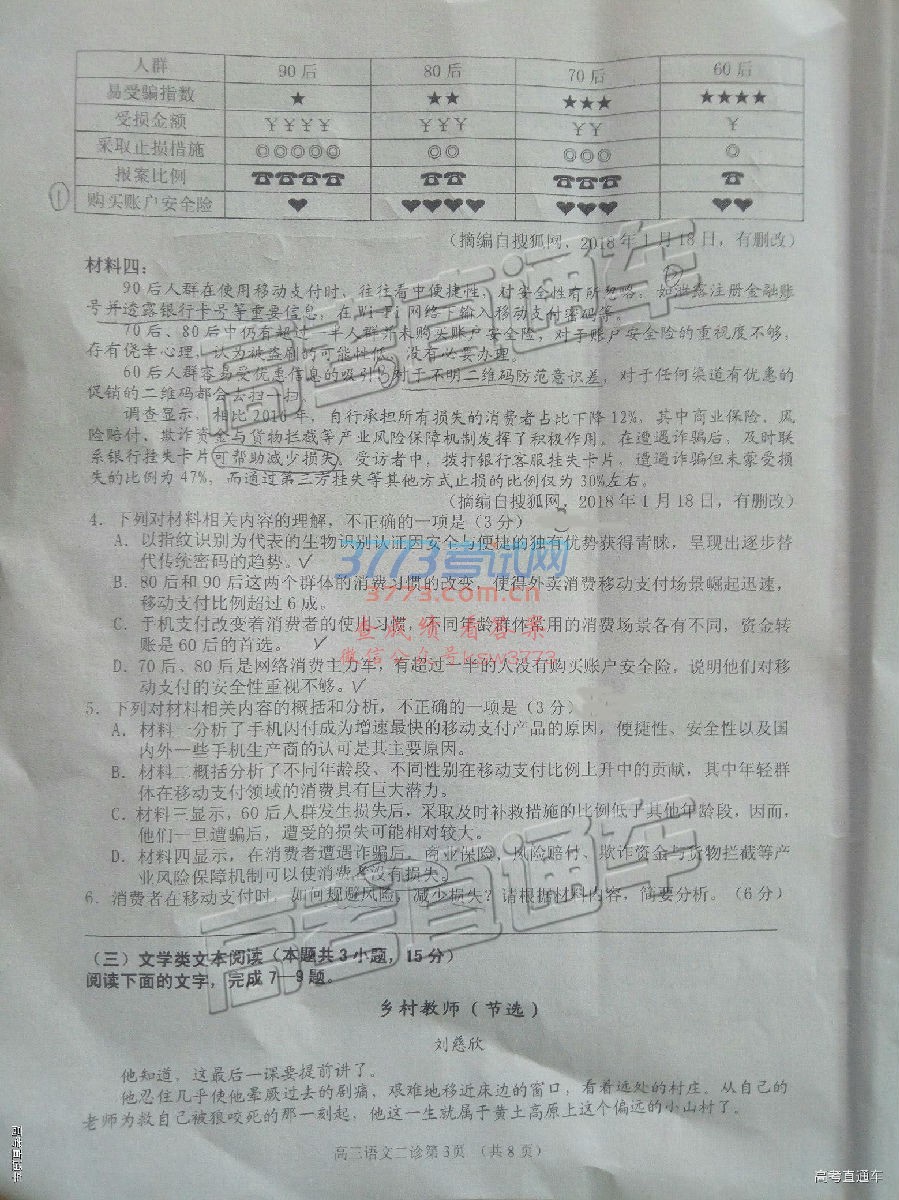 人群 90后 80后 70后 60后
易受骗指数 ★ ★★ ★★★ ★★★★
受损金额 ¥¥¥¥ ¥¥¥ ¥¥ ¥
采取止损措施 ◎◎◎◎◎ ◎◎ ◎◎◎ ◎
报案比例 ☎☎☎☎ ☎☎ ☎☎☎ ☎
① 购买账户安全险 ♥ ♥♥♥♥ ♥♥♥ ♥♥
(摘编自搜狐网，2018年1月18日，有删改)
材料四：
90后人群在使用移动支付时，往往看中便捷性，对安全性有所忽略，如泄露注册金融账
号并透露银行卡号等重要信息，在Wi-Fi网络下输入移动支付密码等。
70后、80后中仍有超过一半人群并未购买账户安全险，对于账户安全险的重视度不够，
存有侥幸心理，认为被盗刷的可能性低，没有必要办理。
60后人群容易受优惠信息的吸引，对于不明二维码防范意识差，对于任何渠道有优惠的
促销的二维码都会去扫一扫。
调查显示，相比2016年，自行承担所有损失的消费者占比下降12%，其中商业保险、风
险赔付、欺诈资金与货物拦截等产业风险保障机制发挥了积极作用。在遭遇诈骗后，及时联
系银行挂失卡片可帮助减少损失。受访者中，拨打银行客服挂失卡片，遭遇诈骗但未蒙受损
失的比例为47%，而通过第三方挂失等其他方式止损的比例仅为30%左右。
(摘编自搜狐网，2018年1月18日，有删改)
4．下列对材料相关内容的理解，不正确的一项是(3分)
A．以指纹识别为代表的生物识别认证因安全与便捷的独有优势获得青睐，呈现出逐步替
代传统密码的趋势。√
B．80后和90后这两个群体的消费习惯的改变，使得外卖消费移动支付场景崛起迅速，
移动支付比例超过6成。
C．手机支付改变着消费者的使用习惯，不同年龄群体常用的消费场景各有不同，资金转
账是60后的首选。√
D．70后、80后是网络消费主力军，有超过一半的人没有购买账户安全险，说明他们对移
动支付的安全性重视不够。√
5．下列对材料相关内容的概括和分析，不正确的一项是(3分)
A．材料一分析了手机闪付成为增速最快的移动支付产品的原因，便捷性、安全性以及国
内外一些手机生产商的认可是其主要原因。
B．材料二概括分析了不同年龄段、不同性别在移动支付比例上升中的贡献，其中年轻群
体在移动支付领域的消费具有巨大潜力。
C．材料三显示，60后人群发生损失后，采取及时补救措施的比例低于其他年龄段，因而，
他们一旦遭骗后，遭受的损失可能相对较大。
D．材料四显示，在消费者遭遇诈骗后，商业保险、风险赔付、欺诈资金与货物拦截等产
业风险保障机制可以使消费者没有损失。
6．消费者在移动支付时，如何规避风险，减少损失？请根据材料内容，简要分析。(6分)
(三)文学类文本阅读(本题共3小题，15分)
阅读下面的文字，完成7—9题。
乡村教师(节选)
刘慈欣
他知道，这最后一课要提前讲了。
他忍住几乎使他晕厥过去的剧痛，艰难地移近床边的窗口，看着远处的村庄。从自己的
老师为救自己被狼咬死的那一刻起，他这一生就属于黄土高原上这个偏远的小山村了。
高三语文二诊第3页 (共8页)
高考直通车
高考直通车
3773考试网
3773.com.cn
查成绩 看答案
微信公众号ksw3773
高考直通车